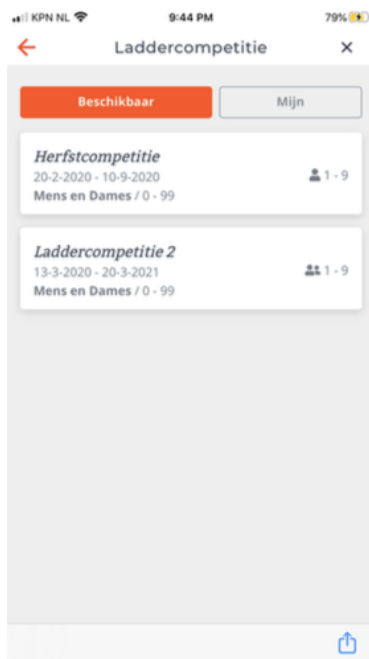 KPN NL 9:44 PM 79%
Laddercompetitie
Beschikbaar Mijn
Herfstcompetitie
20-2-2020 - 10-9-2020
1 - 9
Mens en Dames / 0 - 99
Laddercompetitie 2
13-3-2020 - 20-3-2021
1 - 9
Mens en Dames / 0 - 99